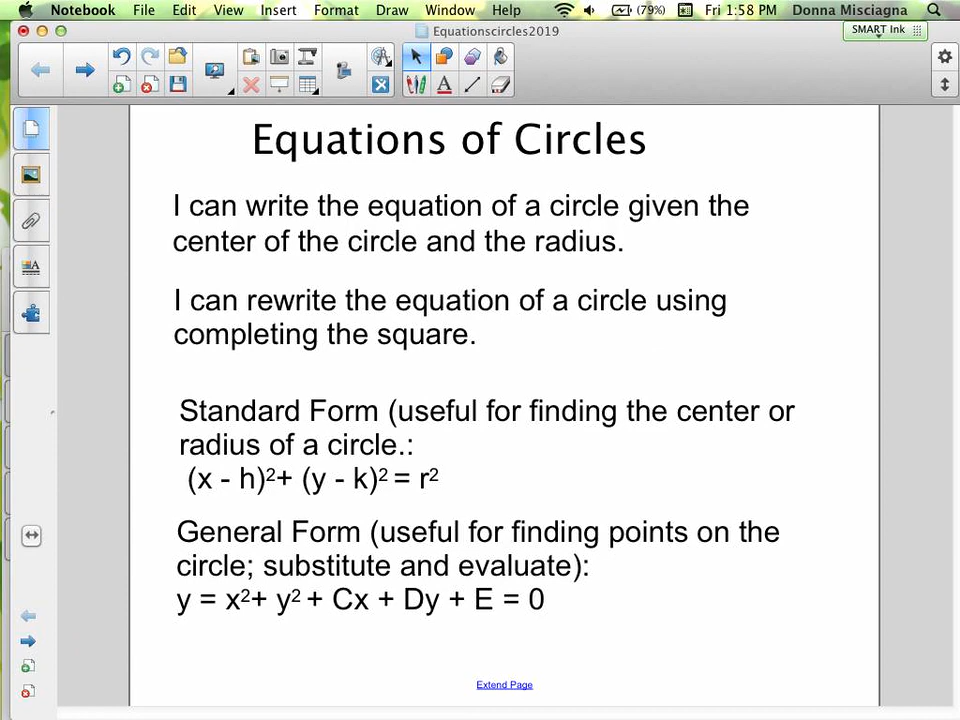 Notebook File Edit View Insert Format Draw Window Help (79%) Fri 1:58 PM Donna Misciagna
Equationscircles2019
SMART Ink
Equations of Circles
I can write the equation of a circle given the
center of the circle and the radius.
I can rewrite the equation of a circle using
completing the square.
Standard Form (useful for finding the center or
radius of a circle.:
(x - h)²+ (y - k)² = r²
General Form (useful for finding points on the
circle; substitute and evaluate):
y = x²+ y² + Cx + Dy + E = 0
Extend Page